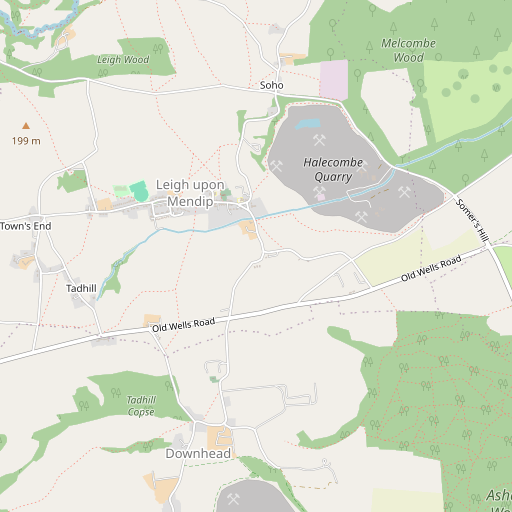 Melcombe
Wood
Leigh Wood
Soho
199 m
Halecombe
Quarry
Leigh upon
Mendip
Somer's Hill
Town's End
Old Wells Road
Tadhill
Old Wells Road
Tadhill
Copse
Downhead